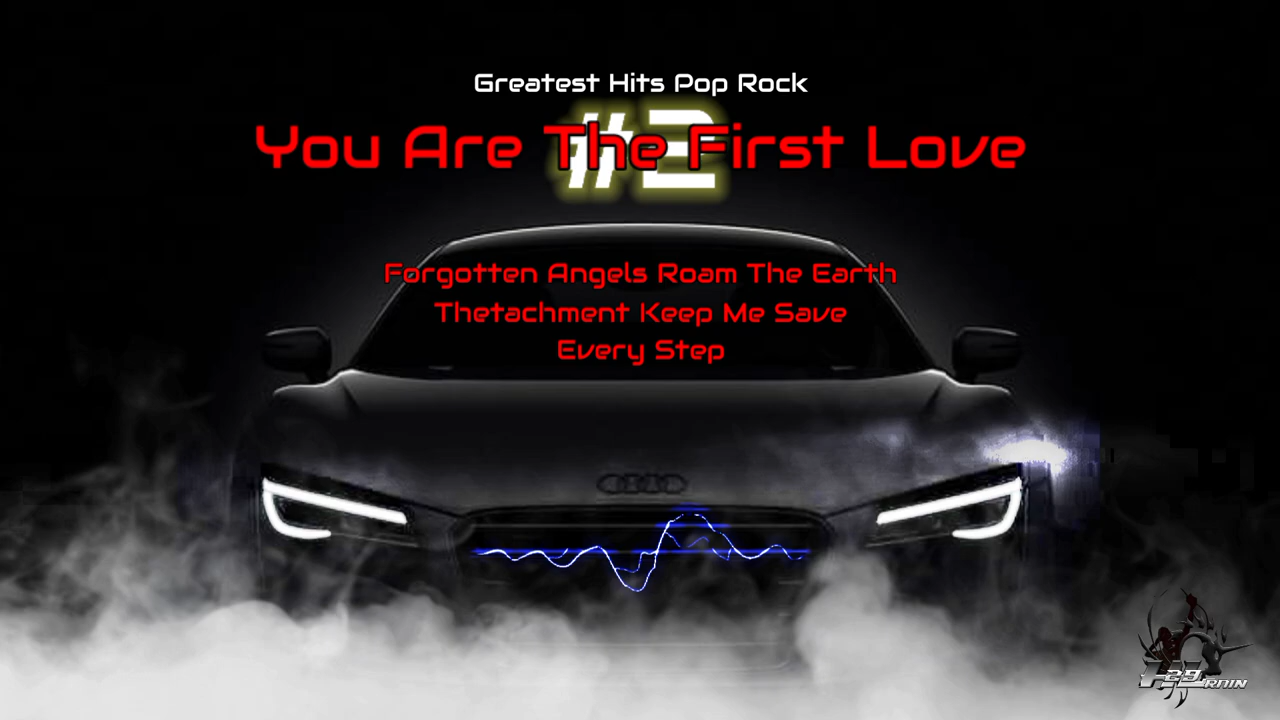 Greatest Hits Pop Rock
#2
You Are The First Love
Forgotten Angels Roam The Earth
Thetachment Keep Me Save
Every Step